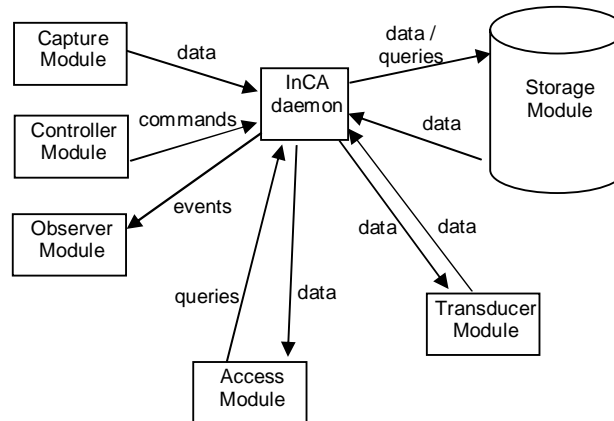 Capture
Module
data
data /
queries
InCA
daemon
Storage
Module
Controller
Module
commands
data
Observer
Module
events
data
data
queries
data
Transducer
Module
Access
Module